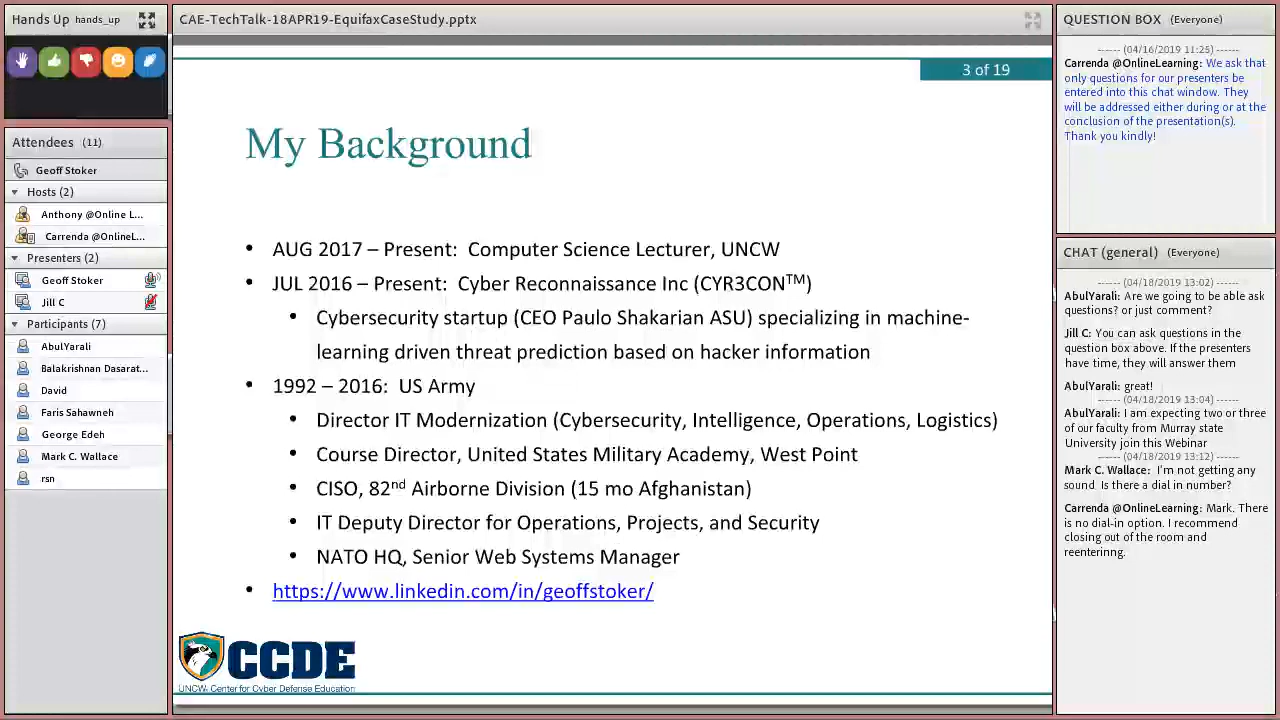 Hands Up hands_up
Attendees (11)
Geoff Stoker
Hosts (2)
Anthony @Online L...
Carrenda @OnlineL...
Presenters (2)
Geoff Stoker
Jill C
Participants (7)
AbulYarali
Balakrishnan Dasarat...
David
Faris Sahawneh
George Edeh
Mark C. Wallace
rsn
CAE-TechTalk-18APR19-EquifaxCaseStudy.pptx
3 of 19
My Background
• AUG 2017 – Present: Computer Science Lecturer, UNCW
• JUL 2016 – Present: Cyber Reconnaissance Inc (CYR3CON™)
• Cybersecurity startup (CEO Paulo Shakarian ASU) specializing in machine-
learning driven threat prediction based on hacker information
• 1992 – 2016: US Army
• Director IT Modernization (Cybersecurity, Intelligence, Operations, Logistics)
• Course Director, United States Military Academy, West Point
• CISO, 82nd Airborne Division (15 mo Afghanistan)
• IT Deputy Director for Operations, Projects, and Security
• NATO HQ, Senior Web Systems Manager
• https://www.linkedin.com/in/geoffstoker/
CCDE
UNCW: Center for Cyber Defense Education
QUESTION BOX (Everyone)
------ (04/16/2019 11:25) ------
Carrenda @OnlineLearning: We ask that
only questions for our presenters be
entered into this chat window. They
will be addressed either during or at the
conclusion of the presentation(s).
Thank you kindly!
CHAT (general) (Everyone)
------ (04/18/2019 13:02) ------
AbulYarali: Are we going to be able ask
questions? or just comment?
Jill C: You can ask questions in the
question box above. If the presenters
have time, they will answer them
AbulYarali: great!
------ (04/18/2019 13:04) ------
AbulYarali: I am expecting two or three
of our faculty from Murray state
University join this Webinar
------ (04/18/2019 13:12) ------
Mark C. Wallace: I'm not getting any
sound. Is there a dial in number?
Carrenda @OnlineLearning: Mark. There
is no dial-in option. I recommend
closing out of the room and
reenterinng.